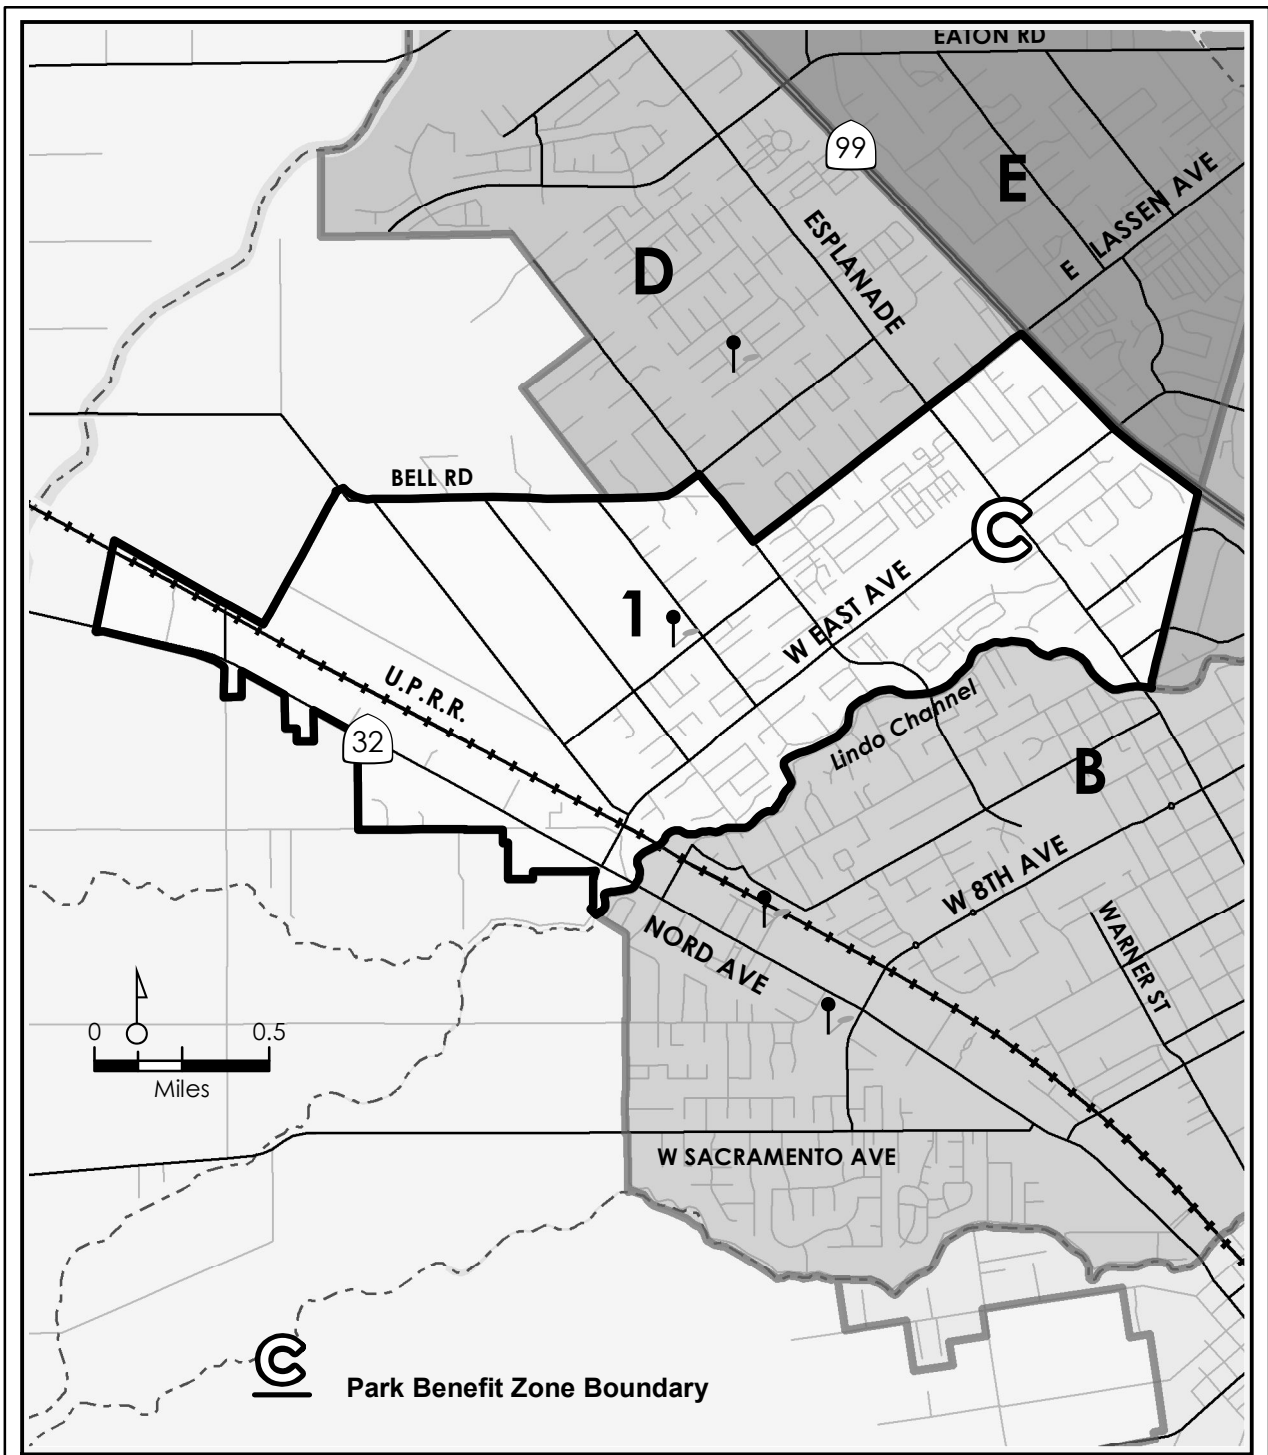 EATON RD
99
E
E LASSEN AVE
ESPLANADE
D
BELL RD
C
1
W EAST AVE
U.P.R.R.
32
Lindo Channel
B
W 8TH AVE
WARNER ST
NORD AVE
0 0.5
Miles
W SACRAMENTO AVE
C Park Benefit Zone Boundary